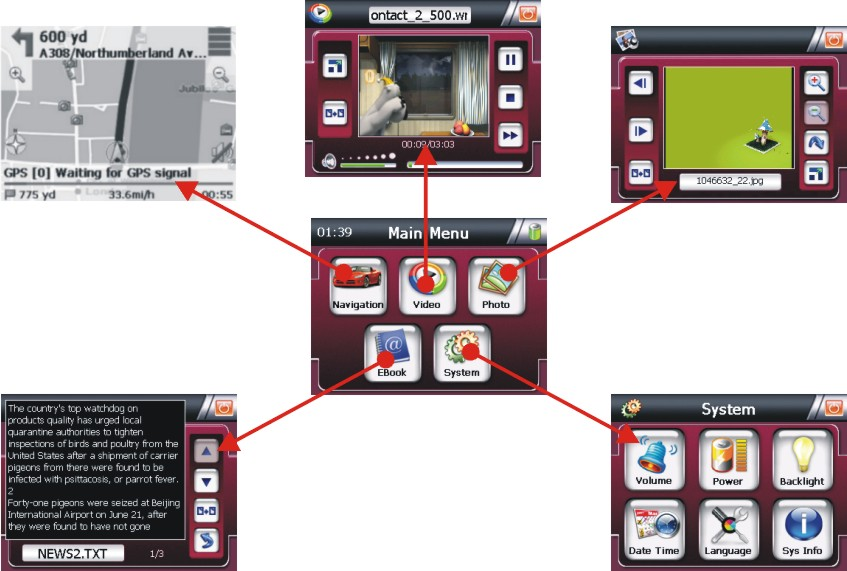 600 yd
A308/Northumberland Av...
GPS [0] Waiting for GPS signal
775 yd
33.6mi/h
00:55
ontact_2_500.wm
00:09/03:03
1046632_22.jpg
01:39
Main Menu
Navigation
Video
Photo
EBook
System
The country's top watchdog on
products quality has urged local
quarantine authorities to tighten
inspections of birds and poultry from the
United States after a shipment of carrier
pigeons from there were found to be
infected with psittacosis, or parrot fever.
2
Forty-one pigeons were seized at Beijing
International Airport on June 21, after
they were found to have not gone
NEWS2.TXT
1/3
System
Volume
Power
Backlight
Date Time
Language
Sys Info